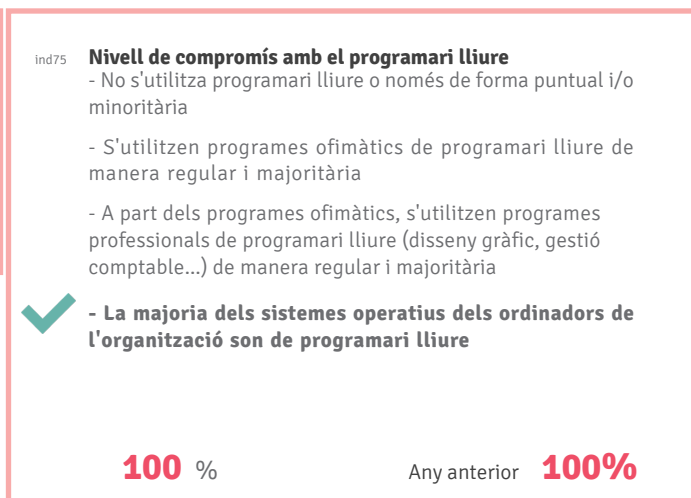 ind75 Nivell de compromís amb el programari lliure
- No s'utilitza programari lliure o només de forma puntual i/o
minoritària
- S'utilitzen programes ofimàtics de programari lliure de
manera regular i majoritària
- A part dels programes ofimàtics, s'utilitzen programes
professionals de programari lliure (disseny gràfic, gestió
comptable...) de manera regular i majoritària
- La majoria dels sistemes operatius dels ordinadors de
l'organització son de programari lliure
100 % Any anterior 100%